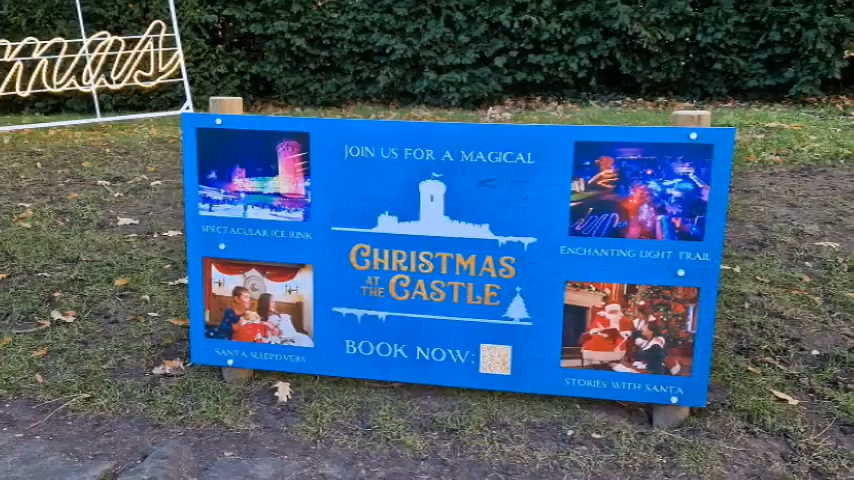 JOIN US FOR A MAGICAL
SPECTACULAR ICE RINK
ENCHANTING LIGHT TRAIL
CHRISTMAS
AT THE CASTLE
SANTA SLEEPOVERS
BOOK NOW:
STORIES WITH SANTA